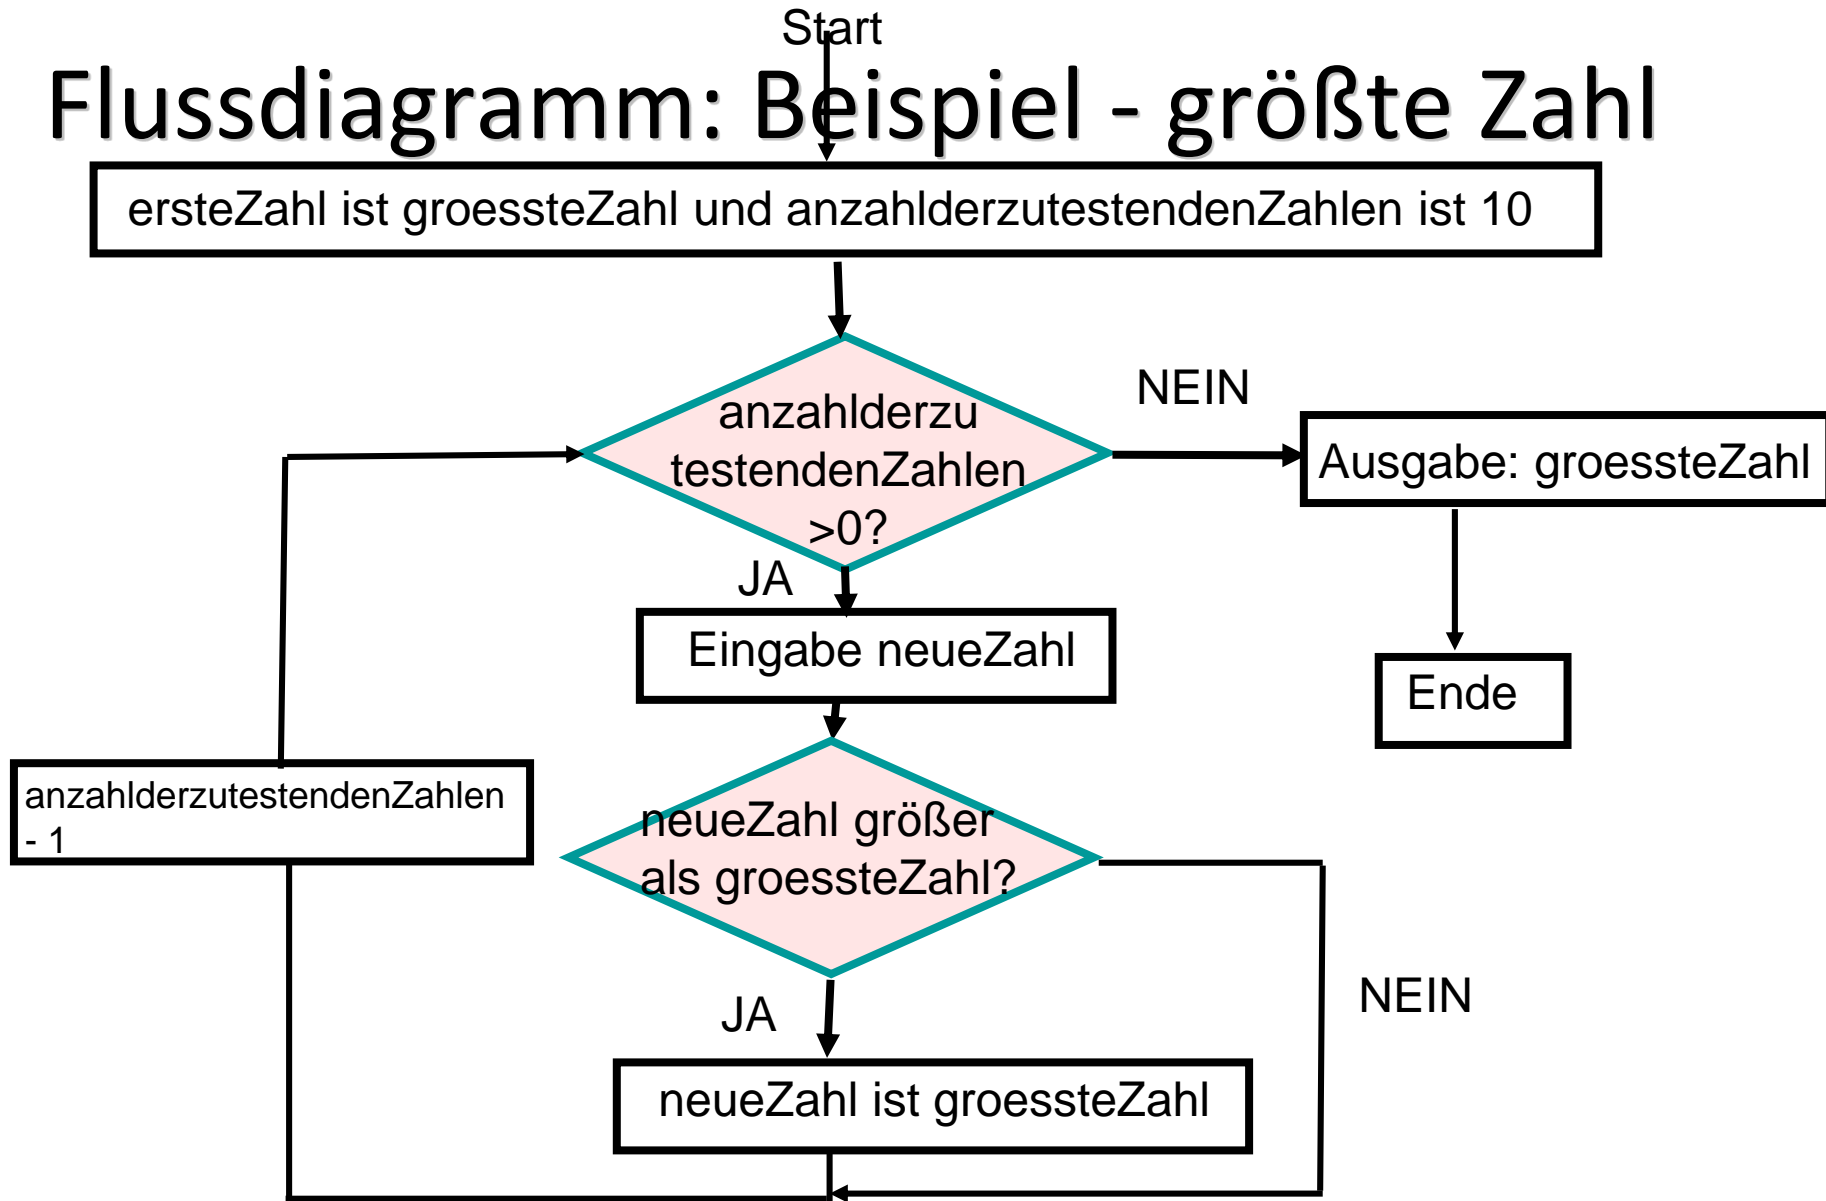 Start
Flussdiagramm: Beispiel - größte Zahl
ersteZahl ist groessteZahl und anzahlderzutestendenZahlen ist 10
anzahlderzu
testendenZahlen
>0?
NEIN
Ausgabe: groessteZahl
JA
Eingabe neueZahl
Ende
anzahlderzutestendenZahlen
- 1
neueZahl größer
als groessteZahl?
NEIN
JA
neueZahl ist groessteZahl